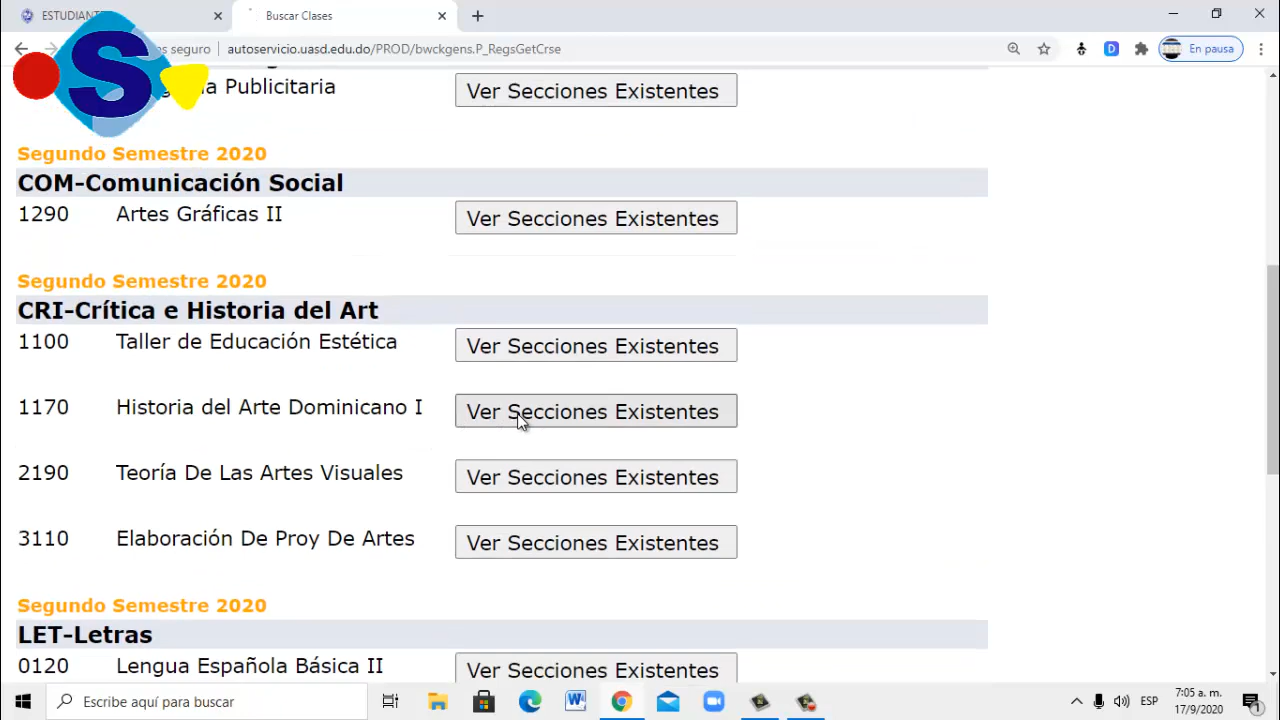 ESTUDIANT
Buscar Clases
es seguro
autoservicio.uasd.edu.do/PROD/bwckgens.P_RegsGetCrse
D
En pausa
S
Publicitaria
Ver Secciones Existentes
Segundo Semestre 2020
COM-Comunicación Social
1290 Artes Gráficas II Ver Secciones Existentes
Segundo Semestre 2020
CRI-Crítica e Historia del Art
1100 Taller de Educación Estética Ver Secciones Existentes
1170 Historia del Arte Dominicano I Ver Secciones Existentes
2190 Teoría De Las Artes Visuales Ver Secciones Existentes
3110 Elaboración De Proy De Artes Ver Secciones Existentes
Segundo Semestre 2020
LET-Letras
0120 Lengua Española Básica II Ver Secciones Existentes
Escribe aquí para buscar
ESP
7:05 a. m.
17/9/2020
1